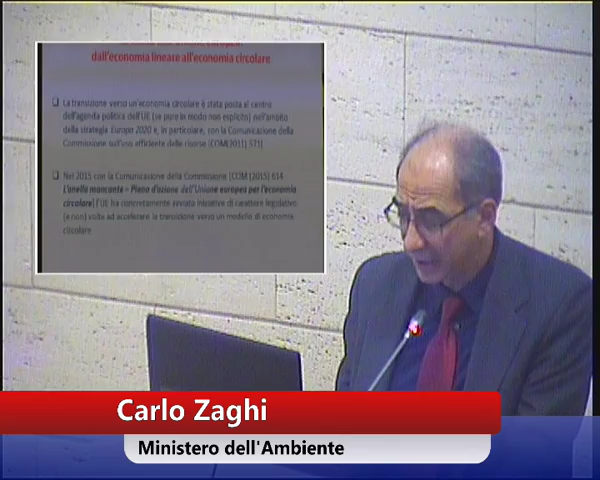 dall'economia lineare all'economia circolare
La transizione verso un'economia circolare è stata posta al centro
dell'agenda politica dell'UE (se pure in modo non esplicito) nell'ambito
della strategia Europa 2020 e, in particolare, con la Comunicazione della
Commissione sull'uso efficiente delle risorse (COM(2011) 571)
Nel 2015 con la Comunicazione della Commissione [COM (2015) 614
L'anello mancante - Piano d'azione dell'Unione europea per l'economia
circolare] l'UE ha concretamente avviato iniziative di carattere legislativo
(e non) volte ad accelerare la transizione verso un modello di economia
circolare
Carlo Zaghi
Ministero dell'Ambiente